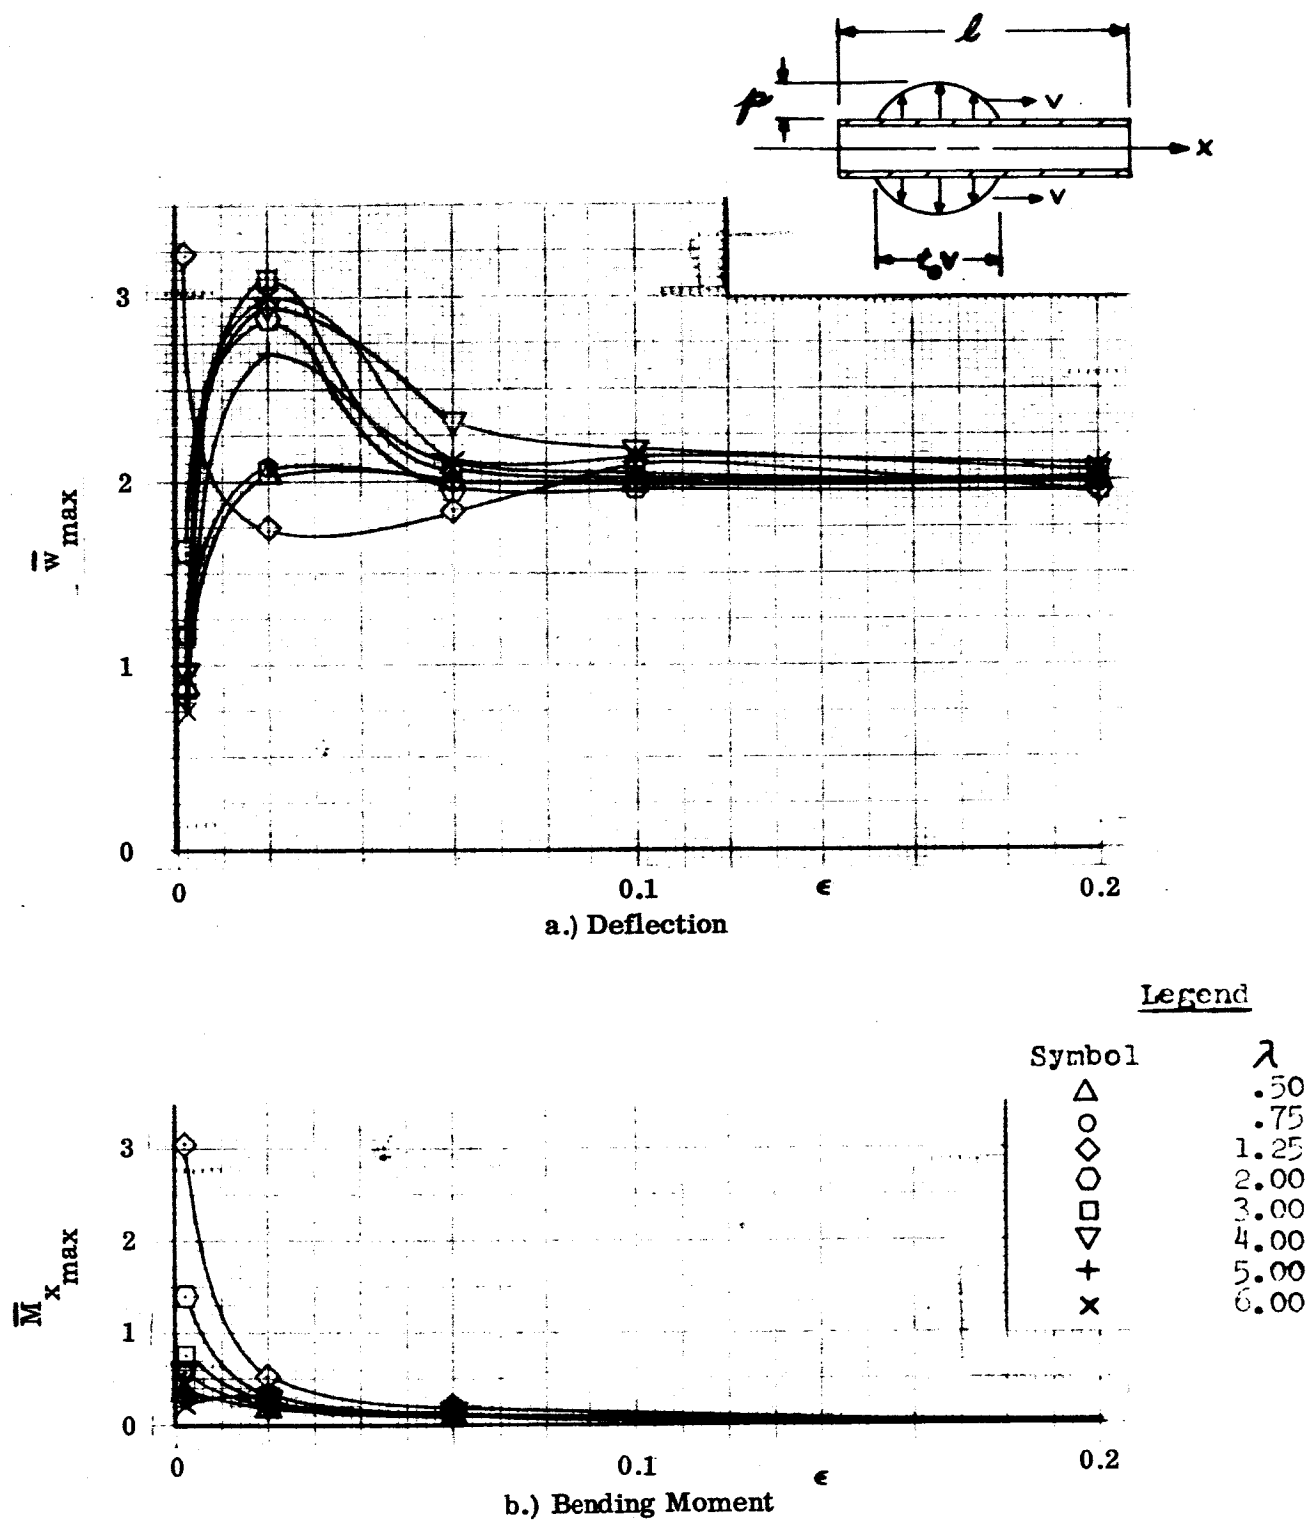 l
p
v
x
v
t₀v
3
2
1
0
w̄ max
0 0.1 ϵ 0.2
a.) Deflection
Legend
Symbol λ
△ .50
○ .75
◇ 1.25
⬡ 2.00
□ 3.00
▽ 4.00
+ 5.00
× 6.00
3
2
1
0
M̄ x max
0 0.1 ϵ 0.2
b.) Bending Moment